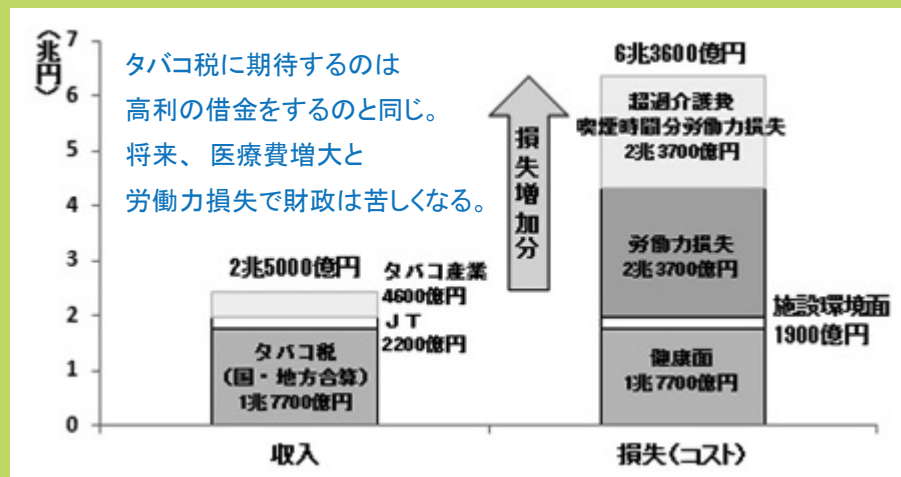 (兆円)
7
6
5
4
3
2
1
0
タバコ税に期待するのは
高利の借金をするのと同じ。
将来、医療費増大と
労働力損失で財政は苦しくなる。
2兆5000億円
タバコ産業
4600億円
JT
2200億円
タバコ税
(国・地方合算)
1兆7700億円
収入
損失増加分
6兆3600億円
超過介護費
喫煙時間分労働力損失
2兆3700億円
労働力損失
2兆3700億円
施設環境面
1900億円
健康面
1兆7700億円
損失(コスト)